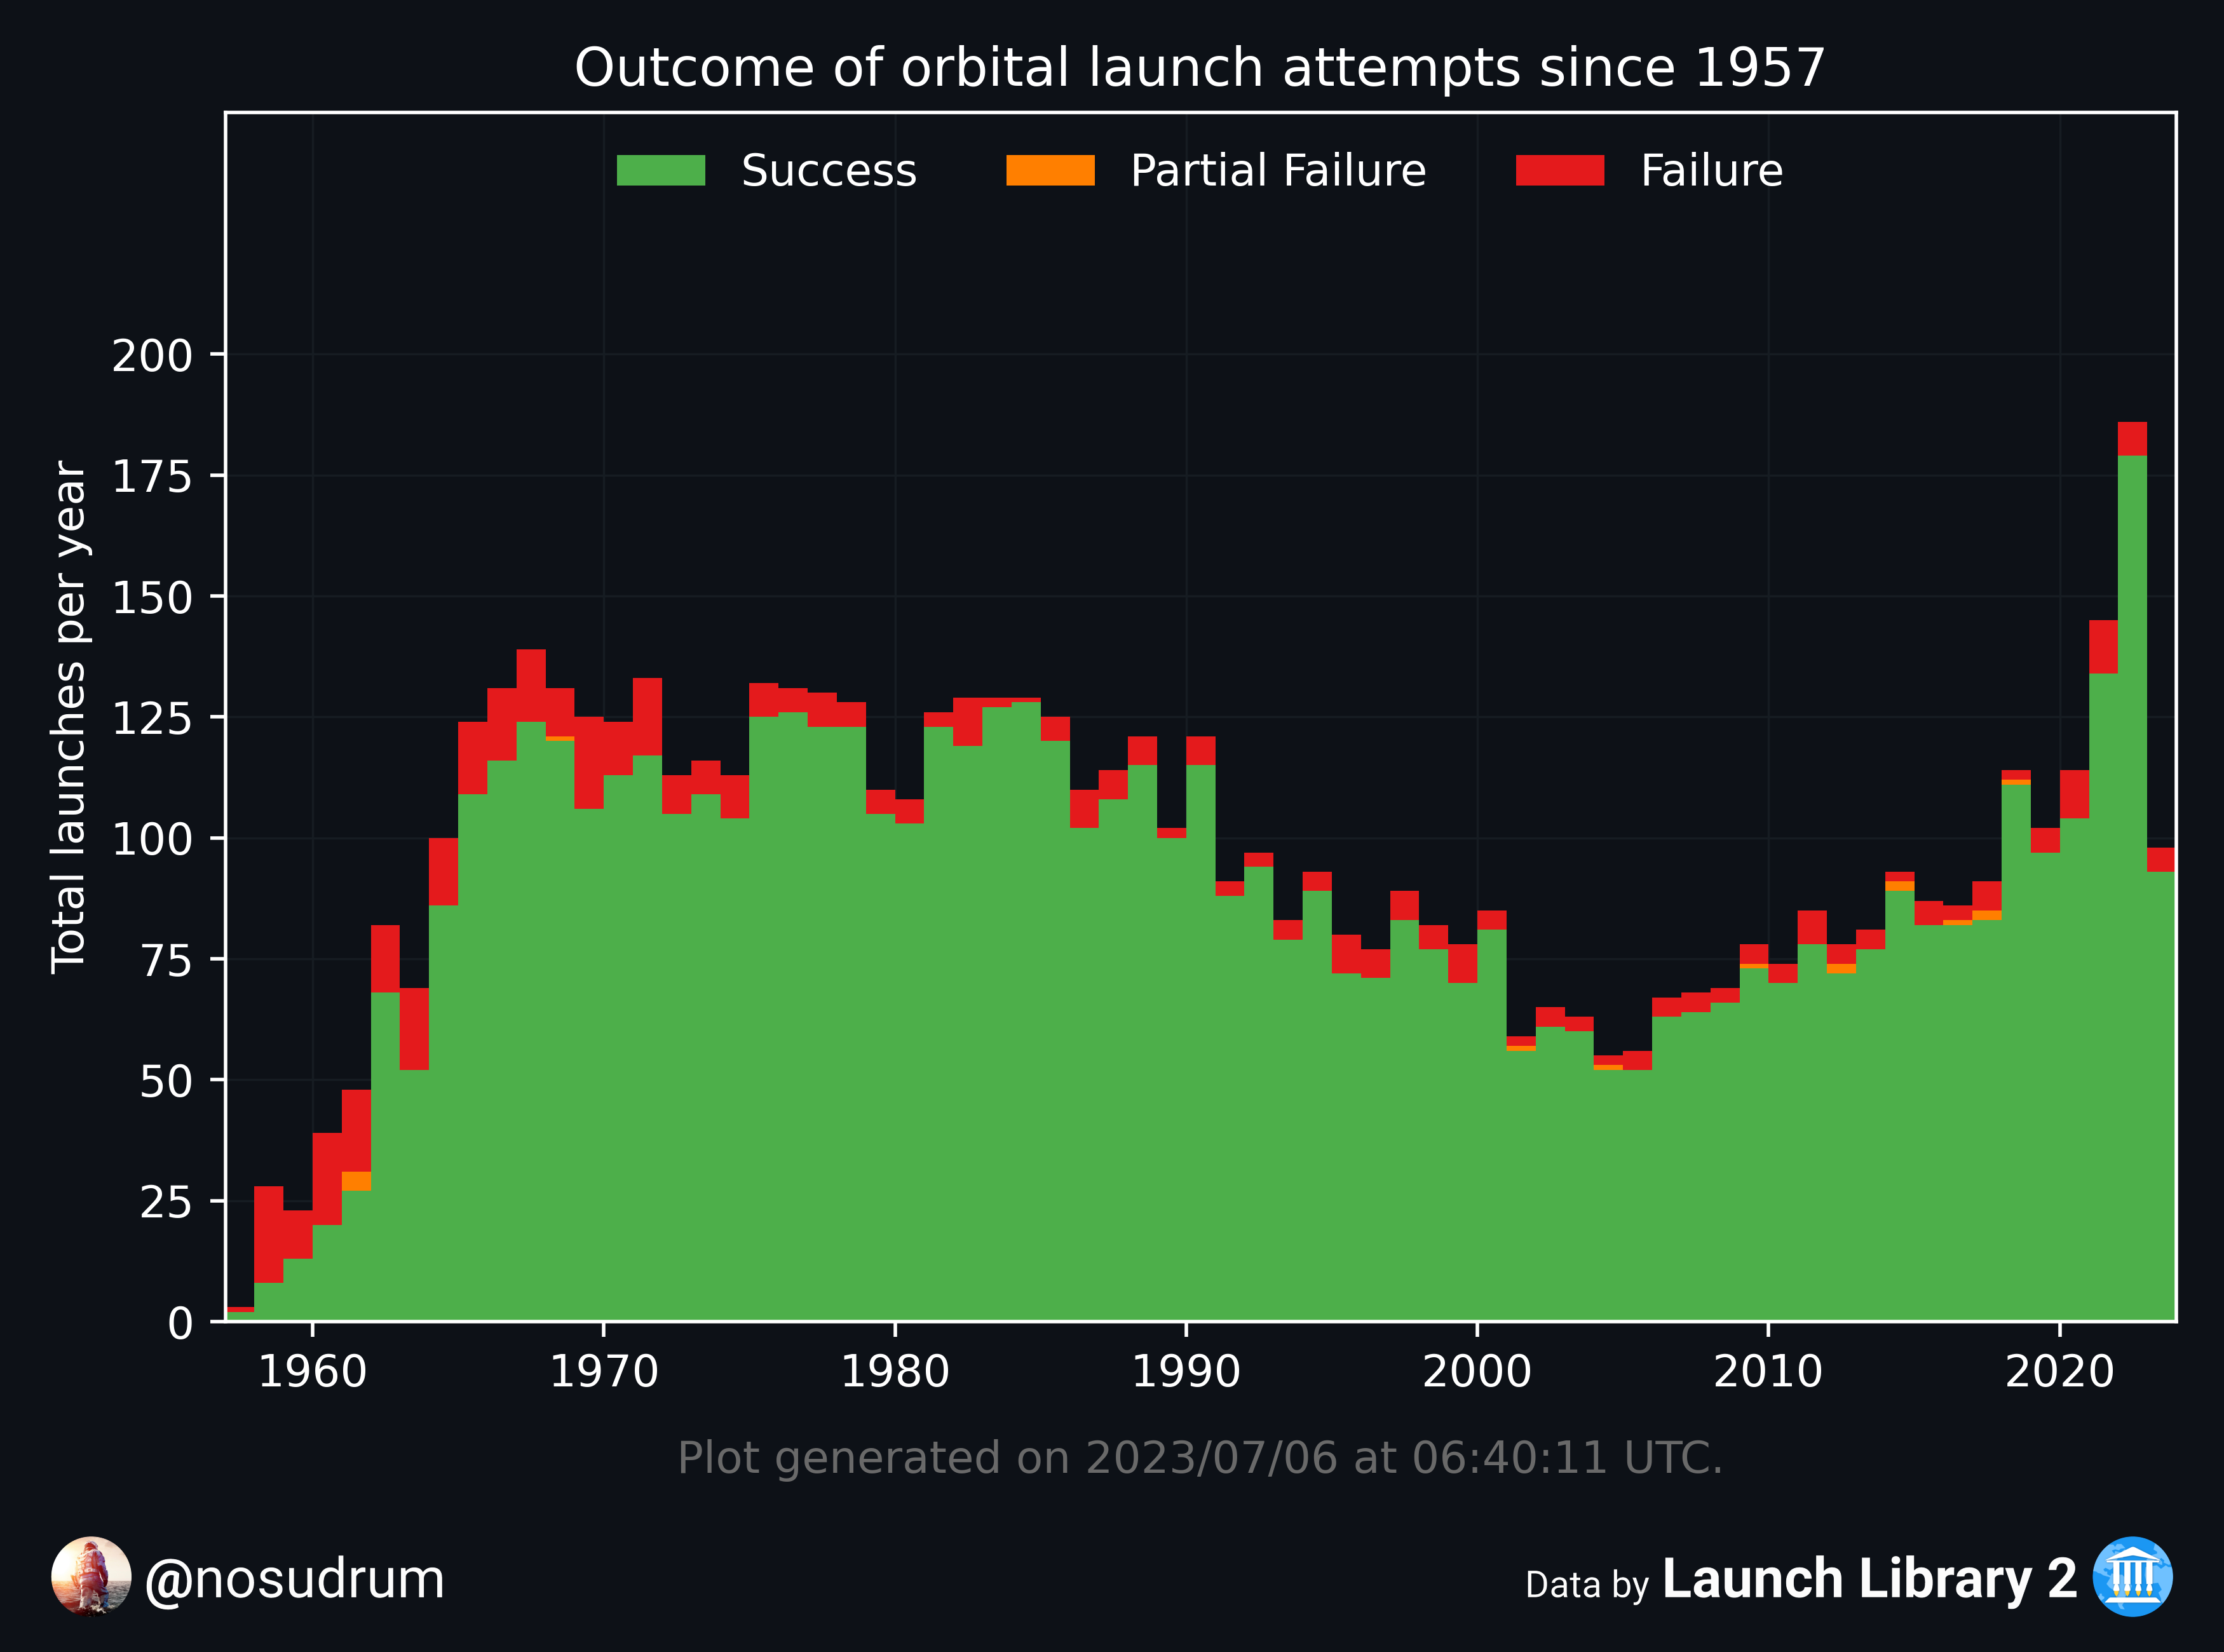 Outcome of orbital launch attempts since 1957
Success Partial Failure Failure
Total launches per year
200
175
150
125
100
75
50
25
0
1960 1970 1980 1990 2000 2010 2020
Plot generated on 2023/07/06 at 06:40:11 UTC.
@nosudrum
Data by Launch Library 2